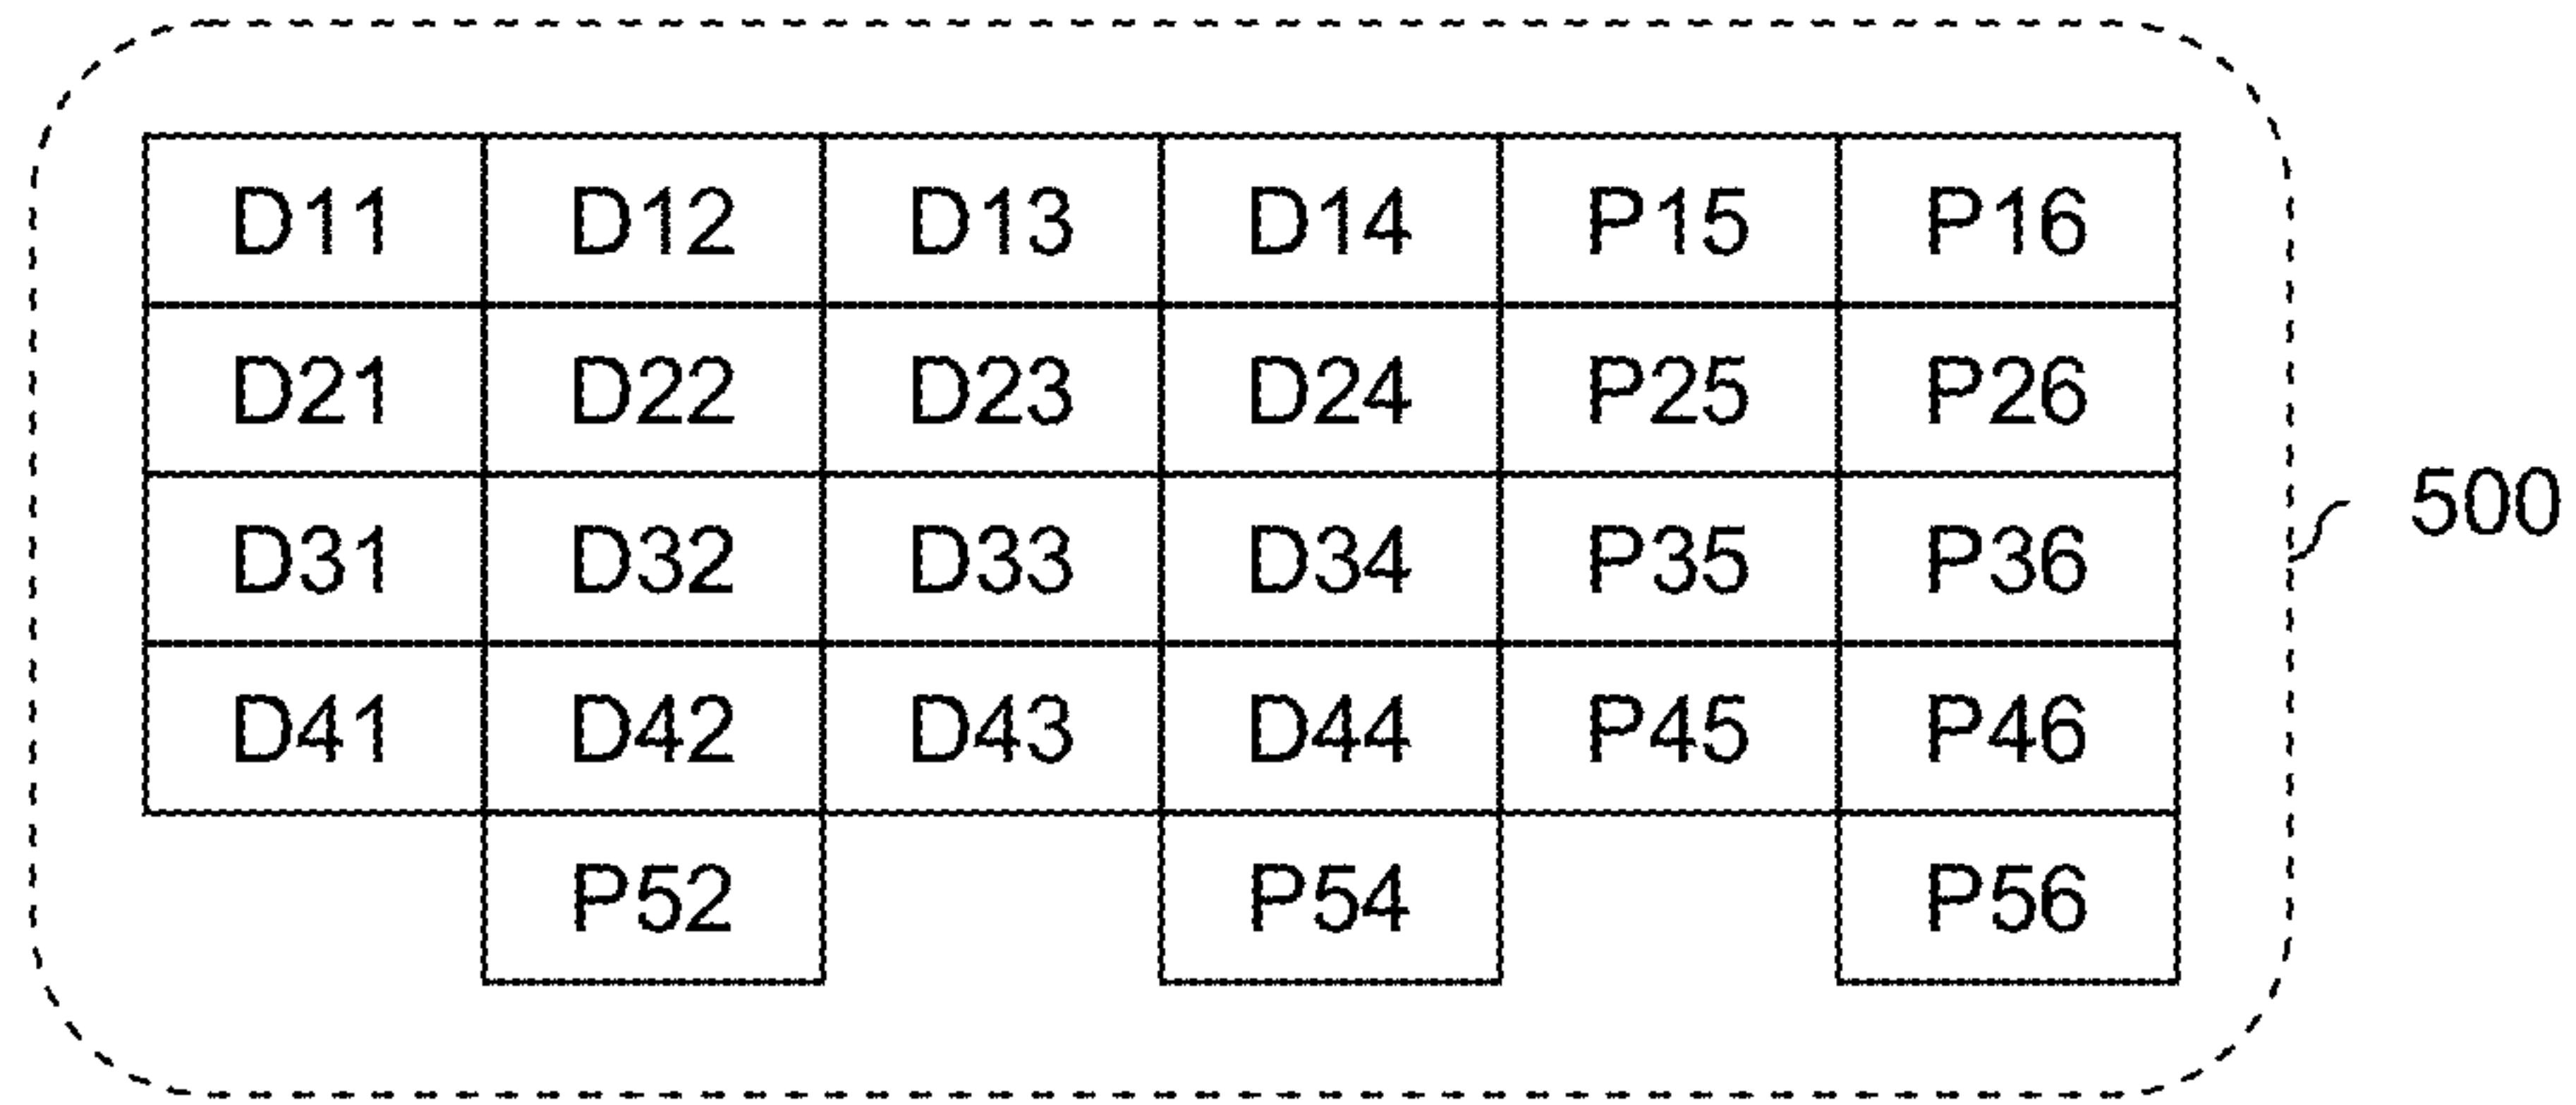 D11 D12 D13 D14 P15 P16
D21 D22 D23 D24 P25 P26
D31 D32 D33 D34 P35 P36
500
D41 D42 D43 D44 P45 P46
P52 P54 P56